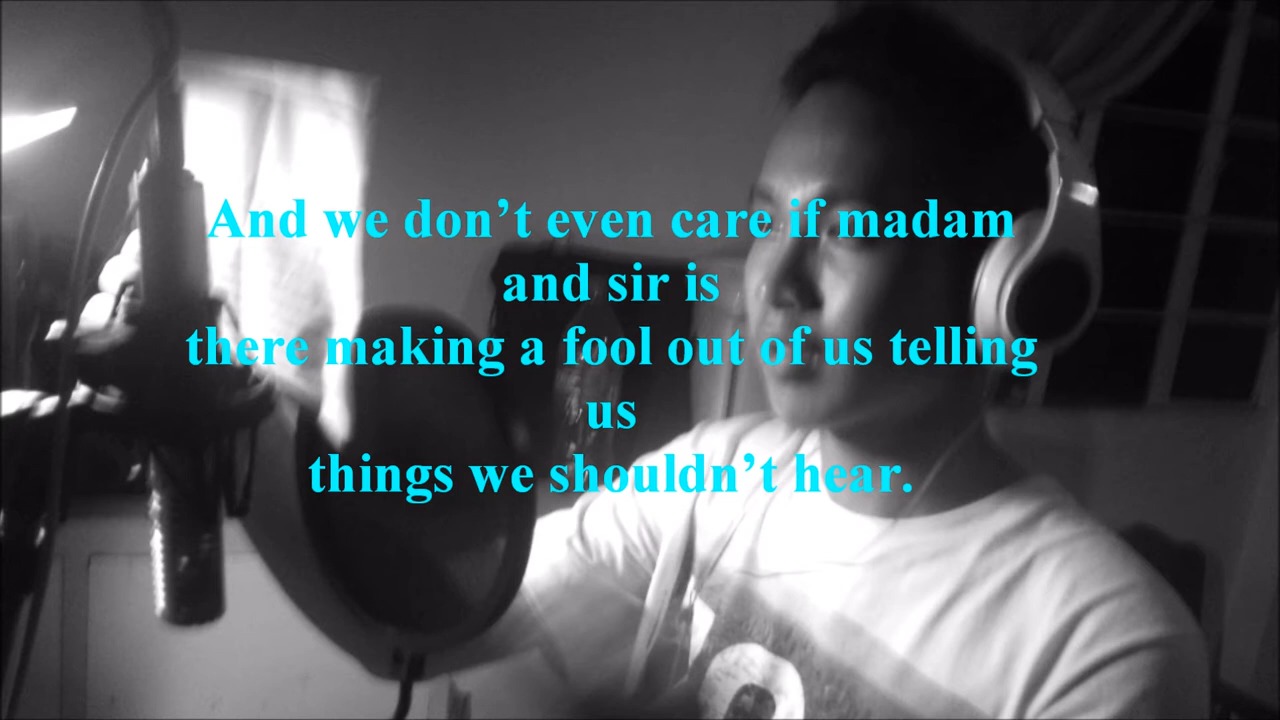 And we don’t even care if madam
and sir is
there making a fool out of us telling
us
things we shouldn’t hear.